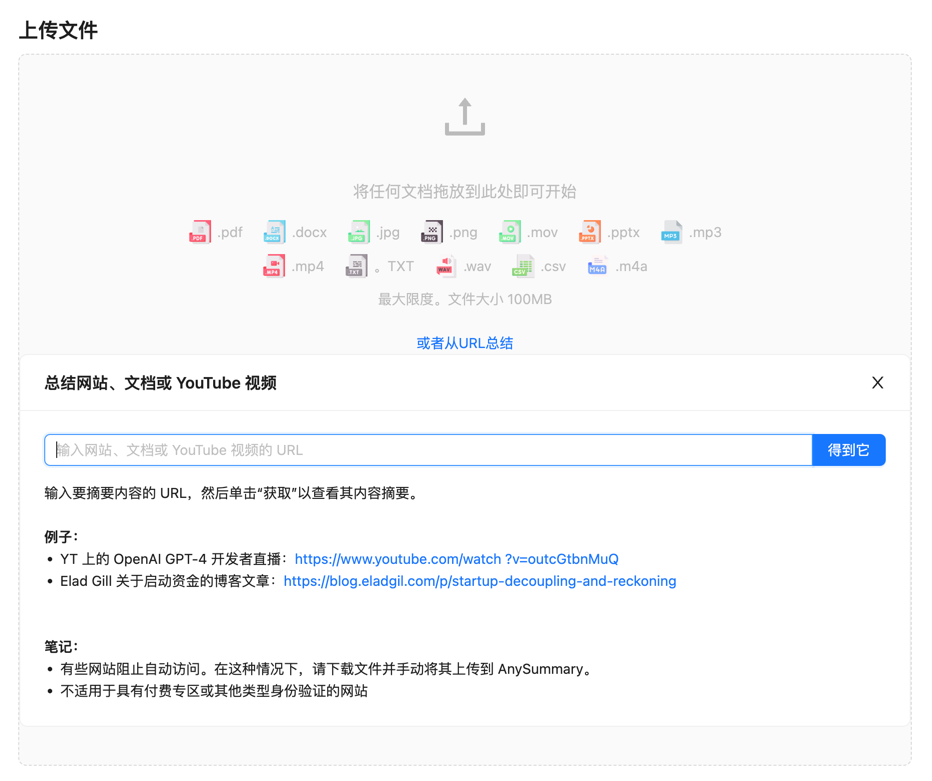 上传文件
将任何文档拖放到此处即可开始
PDF .pdf DOCX .docx JPG .jpg PNG .png MOV .mov PPTX .pptx MP3 .mp3
MP4 .mp4 TXT 。TXT WAV .wav CSV .csv M4A .m4a
最大限度。文件大小 100MB
或者从URL总结
总结网站、文档或 YouTube 视频
输入网站、文档或 YouTube 视频的 URL 得到它
输入要摘要内容的 URL，然后单击“获取”以查看其内容摘要。
例子：
• YT 上的 OpenAI GPT-4 开发者直播：https://www.youtube.com/watch ?v=outcGtbnMuQ
• Elad Gill 关于启动资金的博客文章：https://blog.eladgil.com/p/startup-decoupling-and-reckoning
笔记：
• 有些网站阻止自动访问。在这种情况下，请下载文件并手动将其上传到 AnySummary。
• 不适用于具有付费专区或其他类型身份验证的网站